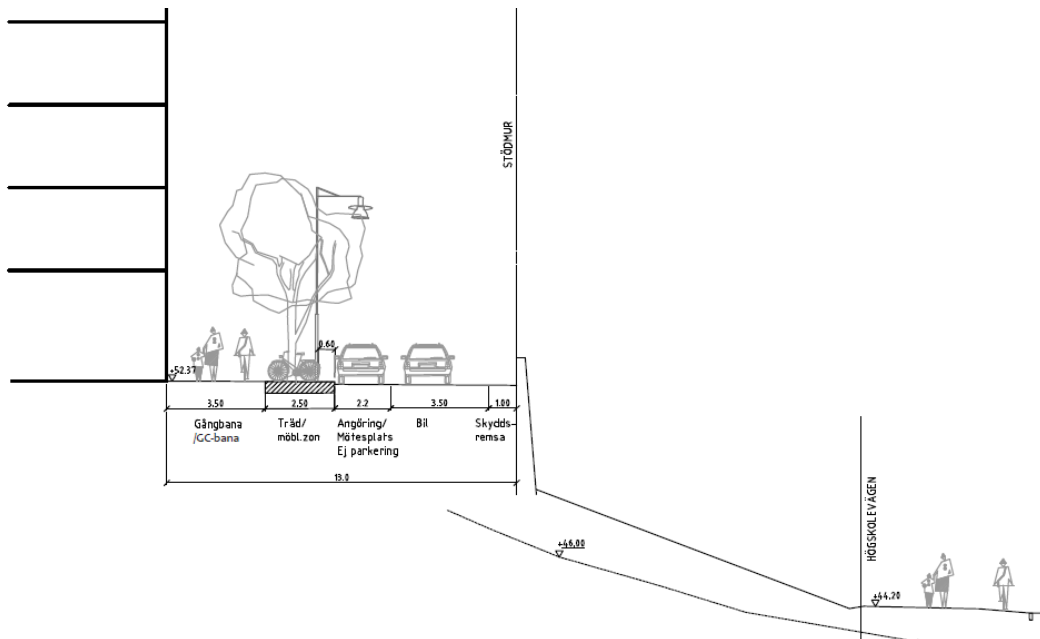 STÖDMUR
0.60
+52.37
3.50
2.50
2.2
3.50
1.00
Gångbana
/GC-bana
Träd/
möbl.zon
Angöring/
Mötesplats
Ej parkering
Bil
Skydds-
remsa
13.0
+46.00
HÖGSKOLEVÄGEN
+44.20